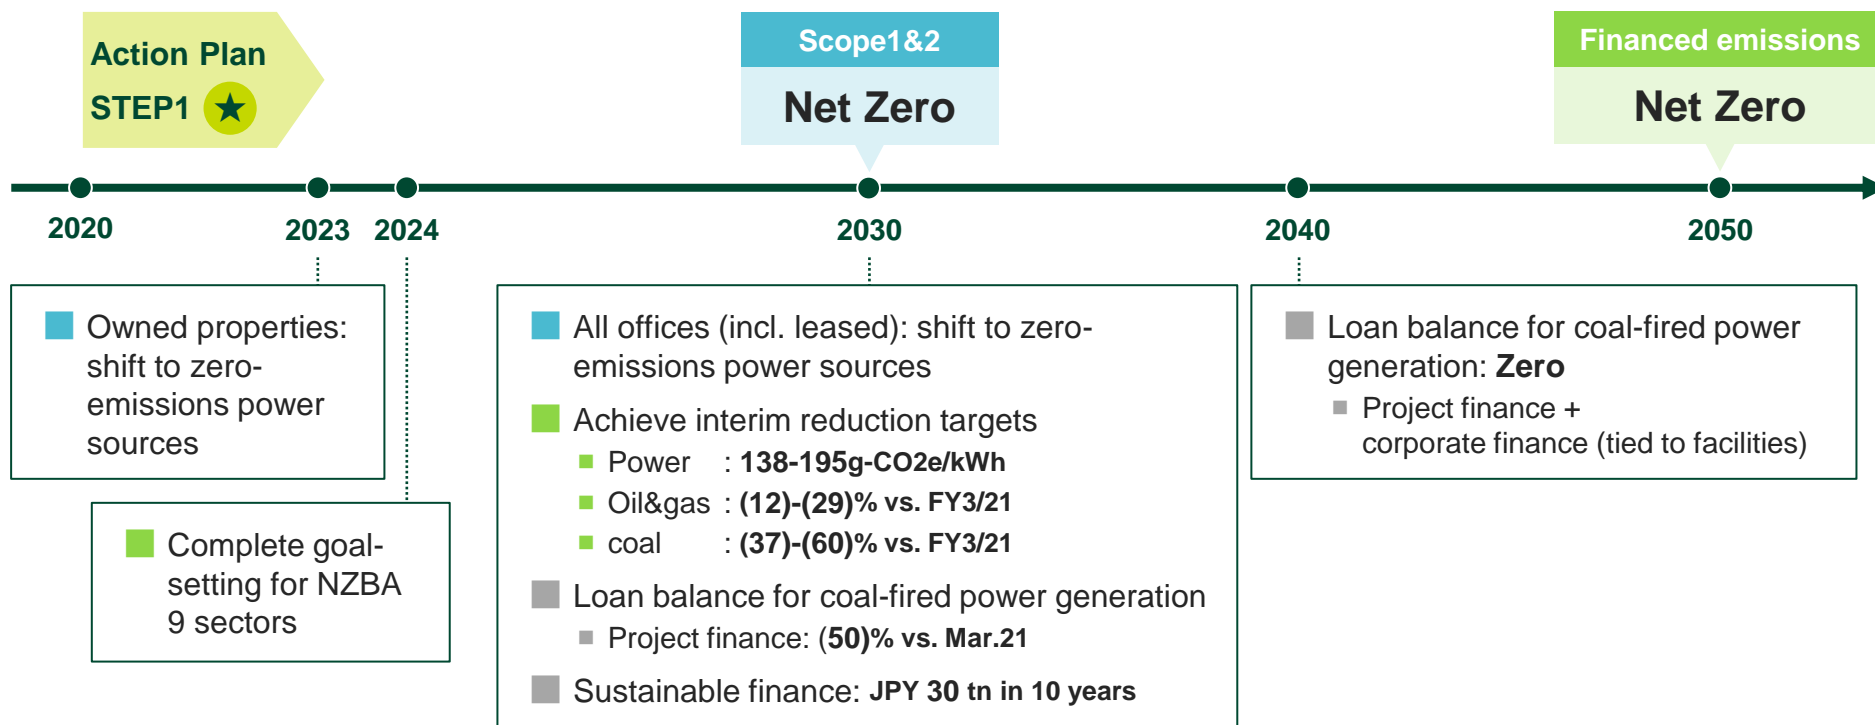 Action Plan
STEP1
Scope1&2
Net Zero
Financed emissions
Net Zero
2020
2023
2024
2030
2040
2050
Owned properties:
shift to zero-
emissions power
sources
Complete goal-
setting for NZBA
9 sectors
All offices (incl. leased): shift to zero-
emissions power sources
Achieve interim reduction targets
Power : 138-195g-CO2e/kWh
Oil&gas : (12)-(29)% vs. FY3/21
coal : (37)-(60)% vs. FY3/21
Loan balance for coal-fired power generation
Project finance: (50)% vs. Mar.21
Sustainable finance: JPY 30 tn in 10 years
Loan balance for coal-fired power
generation: Zero
Project finance +
corporate finance (tied to facilities)